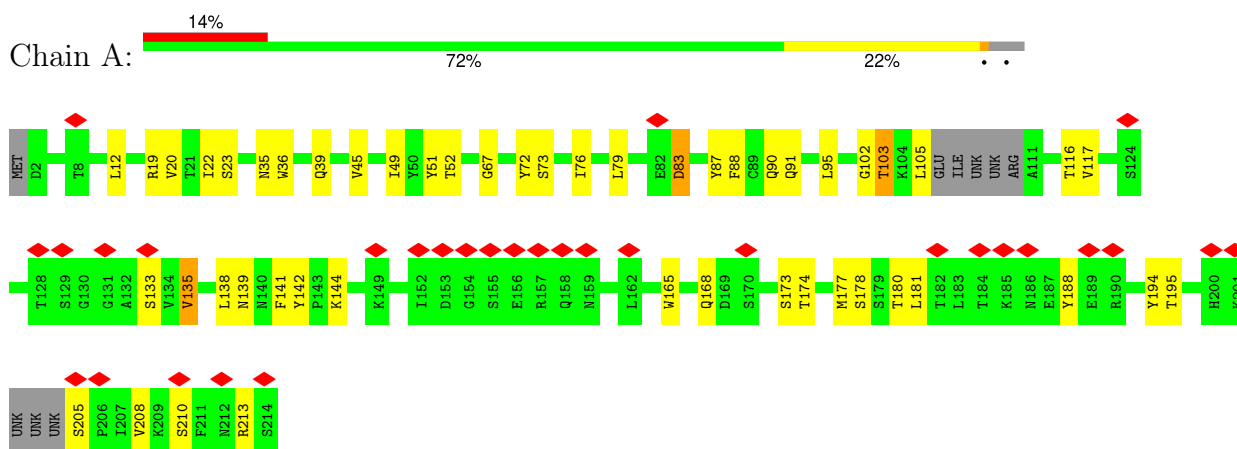 14%
Chain A:
72% 22% • •
MET D2 T8 L12 R19 V20 T21 I22 S23 N35 W36 Q39 V45 I49 Y50 Y51 T52 G67 Y72 S73 I76 L79 E82 D83 Y87 F88 C89 Q90 Q91 L95 G102 T103 K104 L105 GLU ILE UNK UNK ARG A111 T116 V117 S124
T128 S129 G130 G131 A132 S133 V134 V135 L138 N139 N140 F141 Y142 P143 K144 K149 I152 D153 G154 S155 E156 R157 Q158 N159 L162 W165 Q168 D169 S170 S173 T174 M177 S178 S179 T180 L181 T182 L183 T184 K185 N186 E187 Y188 E189 R190 Y194 T195 H200
UNK UNK UNK S205 P206 I207 V208 K209 S210 F211 N212 R213 S214